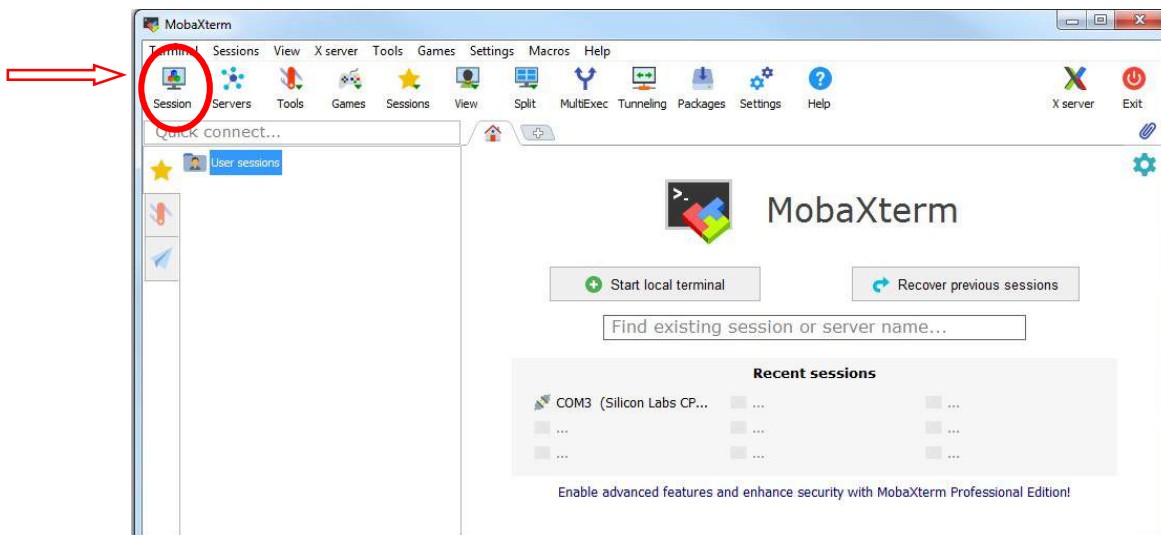 MobaXterm
Terminal Sessions View X server Tools Games Settings Macros Help
Session Servers Tools Games Sessions View Split MultiExec Tunneling Packages Settings Help X server Exit
Quick connect...
User sessions
>_
MobaXterm
Start local terminal Recover previous sessions
Find existing session or server name...
Recent sessions
COM3 (Silicon Labs CP... ... ...
... ... ...
... ... ...
Enable advanced features and enhance security with MobaXterm Professional Edition!